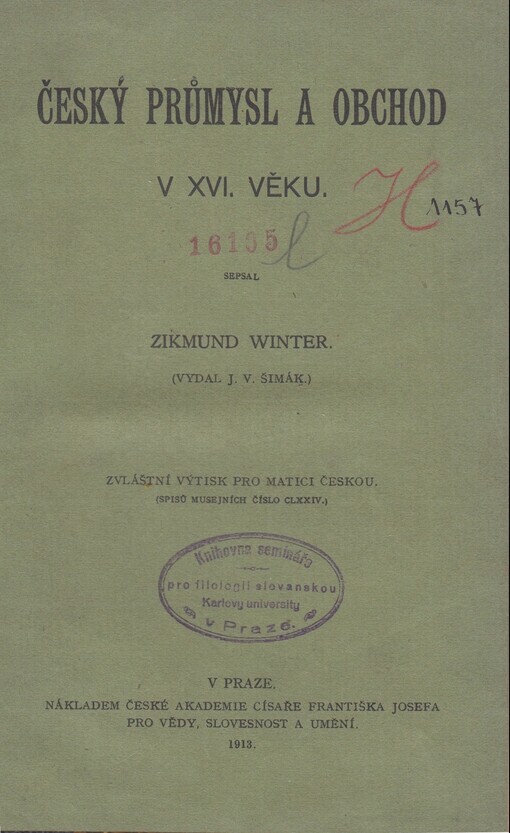 ČESKÝ PRŮMYSL A OBCHOD
V XVI. VĚKU.
H 1157
16105 l
SEPSAL
ZIKMUND WINTER.
(VYDAL J. V. ŠIMÁK.)
ZVLÁŠTNÍ VÝTISK PRO MATICI ČESKOU.
(SPISŮ MUSEJNÍCH ČÍSLO CLXXIV.)
Knihovna semináře
pro filologii slovanskou
Karlovy university
v Praze.
V PRAZE.
NÁKLADEM ČESKÉ AKADEMIE CÍSAŘE FRANTIŠKA JOSEFA
PRO VĚDY, SLOVESNOST A UMĚNÍ.
1913.